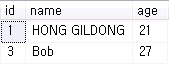 id name age
1 HONG GILDONG 21
3 Bob 27